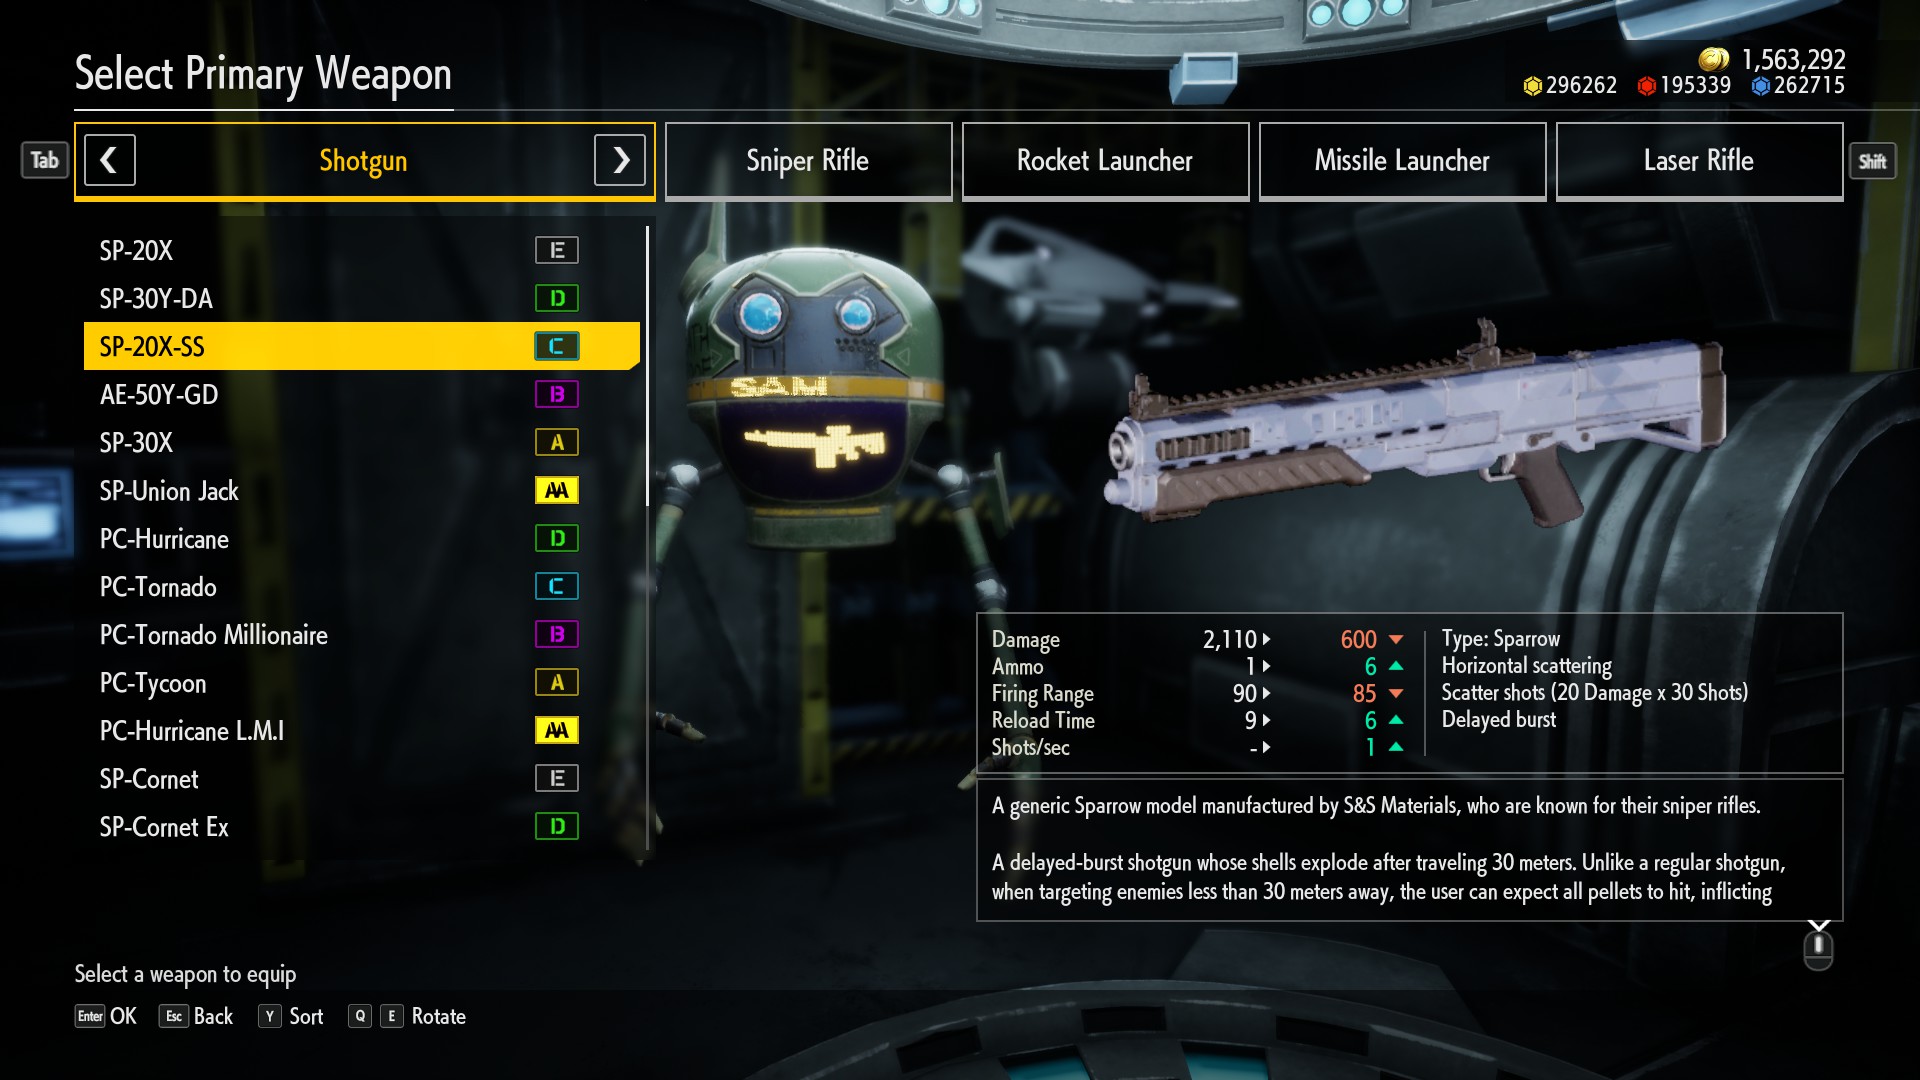 Select Primary Weapon
1,563,292
296262 195339 262715
Tab Shotgun Sniper Rifle Rocket Launcher Missile Launcher Laser Rifle Shift
SP-20X E
SP-30Y-DA D
SP-20X-SS C
AE-50Y-GD B
SP-30X A
SP-Union Jack AA
PC-Hurricane D
PC-Tornado C
PC-Tornado Millionaire B
PC-Tycoon A
PC-Hurricane L.M.I AA
SP-Cornet E
SP-Cornet Ex D
SAM
Damage 2,110 600
Ammo 1 6
Firing Range 90 85
Reload Time 9 6
Shots/sec - 1
Type: Sparrow
Horizontal scattering
Scatter shots (20 Damage x 30 Shots)
Delayed burst
A generic Sparrow model manufactured by S&S Materials, who are known for their sniper rifles.
A delayed-burst shotgun whose shells explode after traveling 30 meters. Unlike a regular shotgun,
when targeting enemies less than 30 meters away, the user can expect all pellets to hit, inflicting
Select a weapon to equip
Enter OK Esc Back Y Sort Q E Rotate